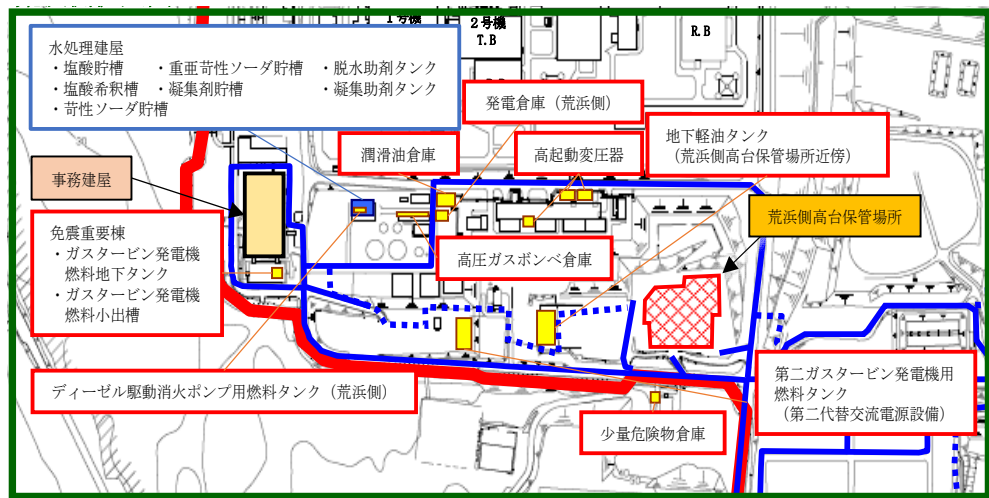 1号機
2号機
T.B
R.B
水処理建屋
・塩酸貯槽 ・重亜苛性ソーダ貯槽 ・脱水助剤タンク
・塩酸希釈槽 ・凝集剤貯槽 ・凝集助剤タンク
・苛性ソーダ貯槽
発電倉庫（荒浜側）
地下軽油タンク
（荒浜側高台保管場所近傍）
潤滑油倉庫
高起動変圧器
事務建屋
荒浜側高台保管場所
免震重要棟
・ガスタービン発電機
燃料地下タンク
・ガスタービン発電機
燃料小出槽
高圧ガスボンベ倉庫
ディーゼル駆動消火ポンプ用燃料タンク（荒浜側）
第二ガスタービン発電機用
燃料タンク
（第二代替交流電源設備）
少量危険物倉庫